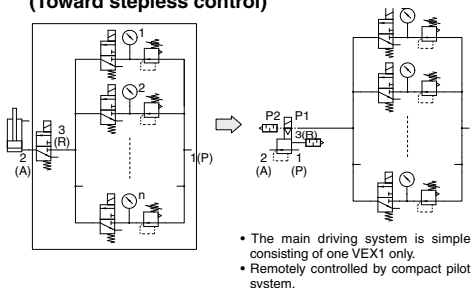 (Toward stepless control)
1
2
3
(R)
2
(A)
1(P)
n
P2 P1
3(R)
2
(A)
1
(P)
• The main driving system is simple
consisting of one VEX1 only.
• Remotely controlled by compact pilot
system.